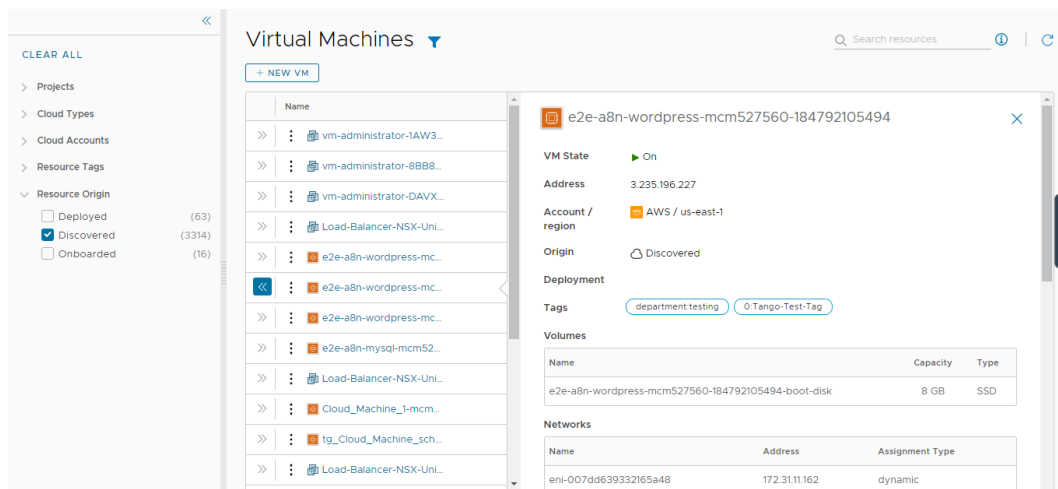 CLEAR ALL
Projects
Cloud Types
Cloud Accounts
Resource Tags
Resource Origin
Deployed (63)
Discovered (3314)
Onboarded (16)
Virtual Machines
Search resources
+ NEW VM
Name
vm-administrator-1AW3...
vm-administrator-8BB8...
vm-administrator-DAVX...
Load-Balancer-NSX-Uni...
e2e-a8n-wordpress-mc...
e2e-a8n-wordpress-mc...
e2e-a8n-wordpress-mc...
e2e-a8n-mysql-mcm52...
Load-Balancer-NSX-Uni...
Cloud_Machine_1-mcm...
tg_Cloud_Machine_sch...
Load-Balancer-NSX-Uni...
e2e-a8n-wordpress-mcm527560-184792105494
VM State On
Address 3.235.196.227
Account / region AWS / us-east-1
Origin Discovered
Deployment
Tags department:testing 0:Tango-Test-Tag
Volumes
Name Capacity Type
e2e-a8n-wordpress-mcm527560-184792105494-boot-disk 8 GB SSD
Networks
Name Address Assignment Type
eni-007dd639332165a48 172.31.11.162 dynamic